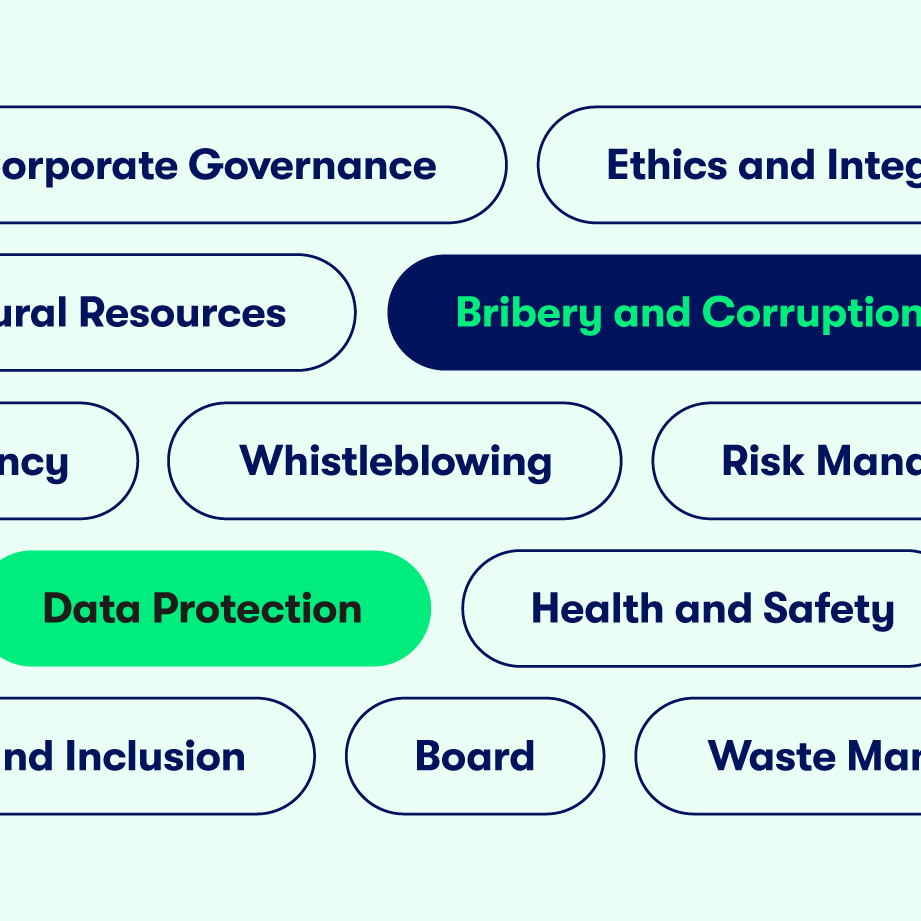 orporate Governance
Ethics and Integ
ural Resources
Bribery and Corruption
ncy
Whistleblowing
Risk Mana
Data Protection
Health and Safety
nd Inclusion
Board
Waste Man